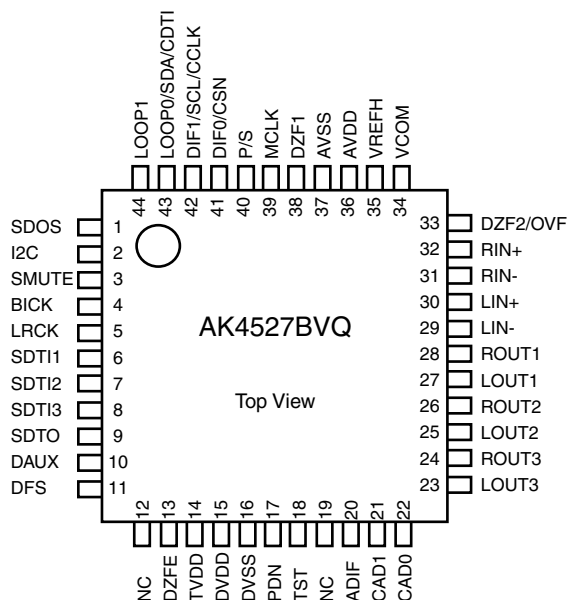 LOOP1
LOOP0/SDA/CDTI
DIF1/SCL/CCLK
DIF0/CSN
P/S
MCLK
DZF1
AVSS
AVDD
VREFH
VCOM
44
43
42
41
40
39
38
37
36
35
34
SDOS 1
I2C 2
SMUTE 3
BICK 4
LRCK 5
SDTI1 6
SDTI2 7
SDTI3 8
SDTO 9
DAUX 10
DFS 11
AK4527BVQ
Top View
33 DZF2/OVF
32 RIN+
31 RIN-
30 LIN+
29 LIN-
28 ROUT1
27 LOUT1
26 ROUT2
25 LOUT2
24 ROUT3
23 LOUT3
12
13
14
15
16
17
18
19
20
21
22
NC
DZFE
TVDD
DVDD
DVSS
PDN
TST
NC
ADIF
CAD1
CAD0